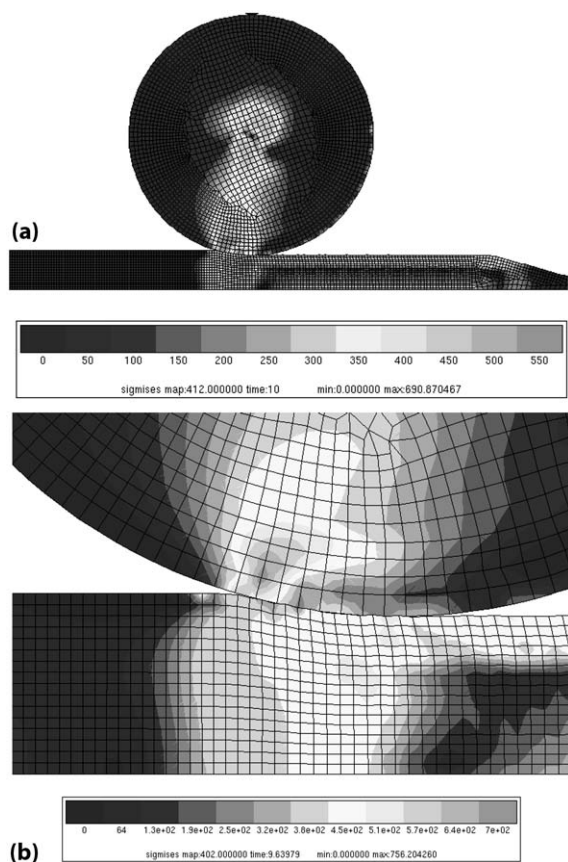 (a)
0 50 100 150 200 250 300 350 400 450 500 550
sigmises map:412.000000 time:10 min:0.000000 max:690.870467
0 64 1.3e+02 1.9e+02 2.5e+02 3.2e+02 3.8e+02 4.5e+02 5.1e+02 5.7e+02 6.4e+02 7e+02
sigmises map:402.000000 time:9.63979 min:0.000000 max:756.204260
(b)